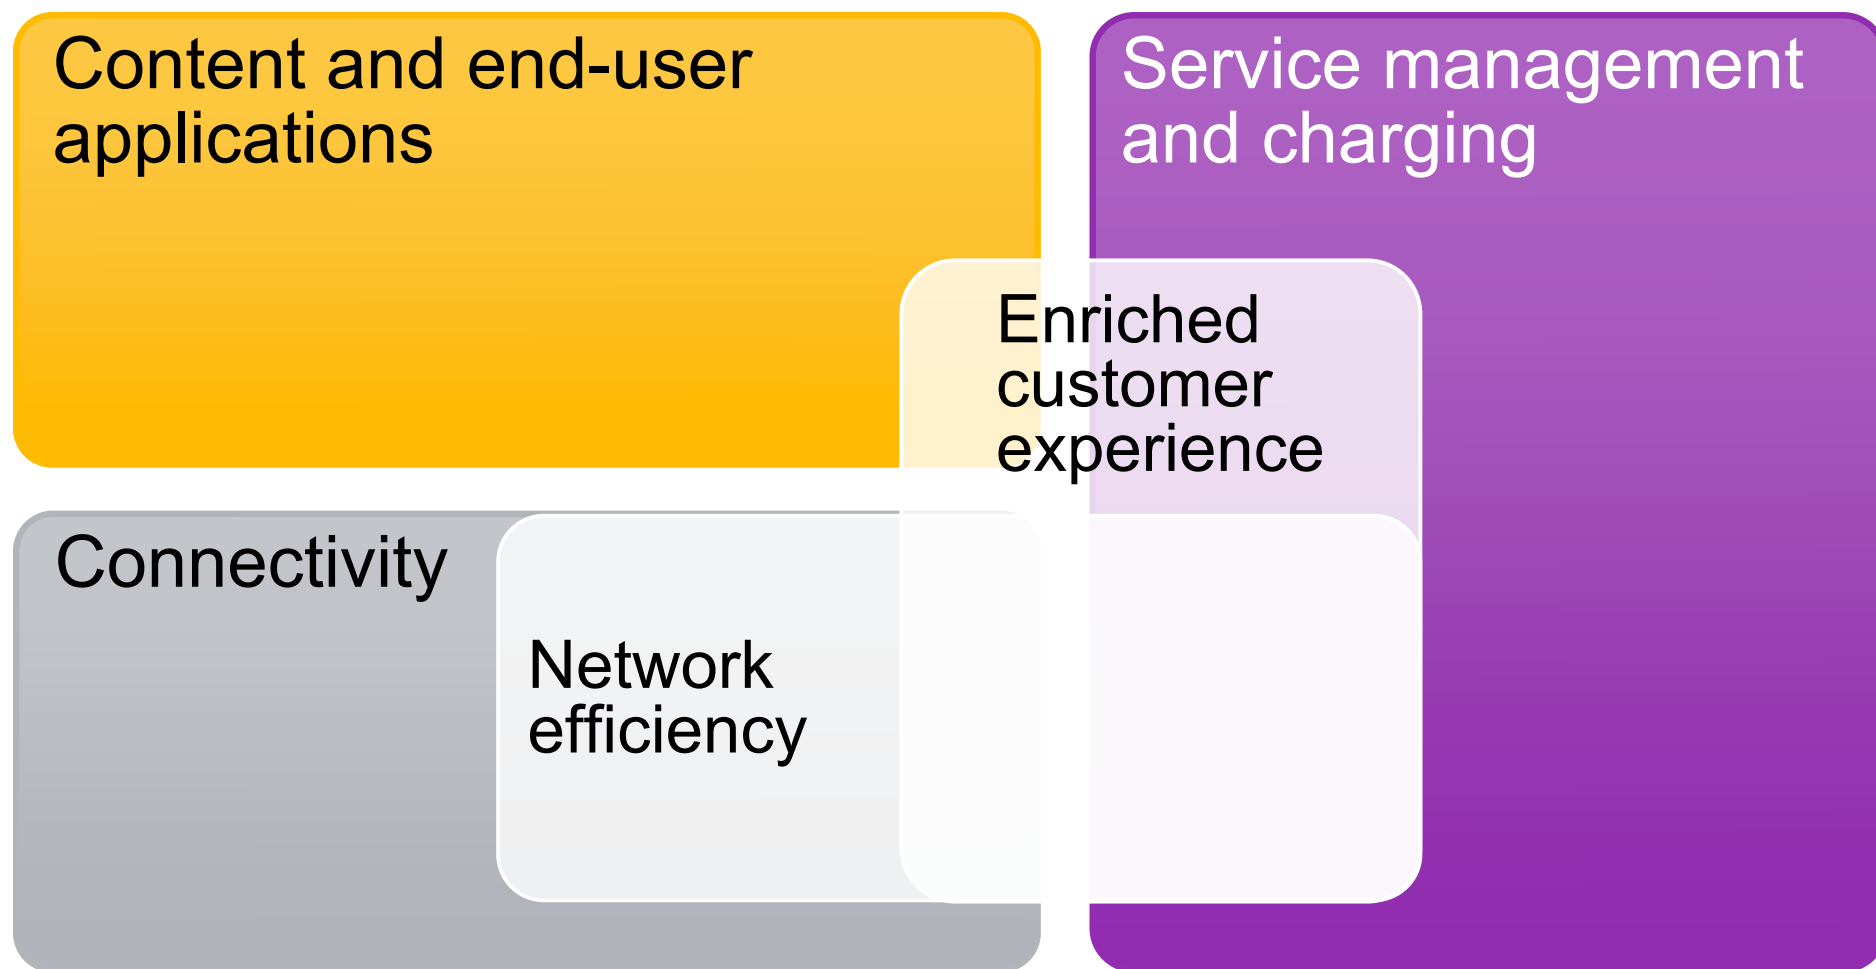 Content and end-user
applications
Service management
and charging
Enriched
customer
experience
Connectivity
Network
efficiency